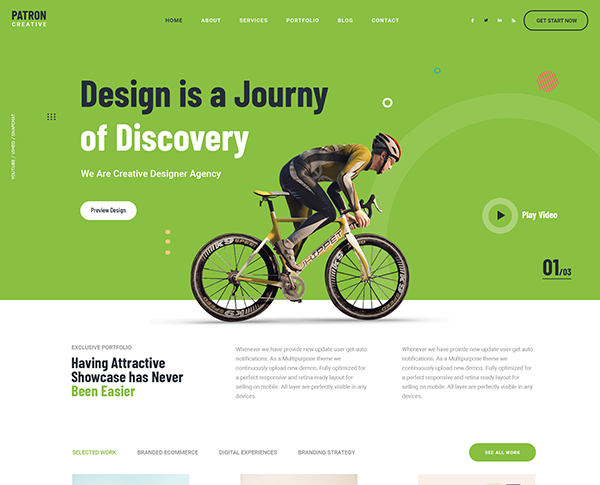 PATRON
CREATIVE
HOME ABOUT SERVICES PORTFOLIO BLOG CONTACT
GET START NOW
Design is a Journy
of Discovery
We Are Creative Designer Agency
YOUTUBE / VIMEO / SNAPCHAT
Preview Design
Play Video
01/03
EXCLUSIVE PORTFOLIO
Having Attractive
Showcase has Never
Been Easier
Whenever we have provide new update user get auto
notifications. As a Multipurpose theme we
continuously upload new demos. Fully optimized for
a perfect responsive and retina ready layout for
selling on mobile. All layer are perfectly visible in any
devices.
Whenever we have provide new update user get auto
notifications. As a Multipurpose theme we
continuously upload new demos. Fully optimized for
a perfect responsive and retina ready layout for
selling on mobile. All layer are perfectly visible in any
devices.
SELECTED WORK BRANDED ECOMMERCE DIGITAL EXPERIENCES BRANDING STRATEGY
SEE ALL WORK